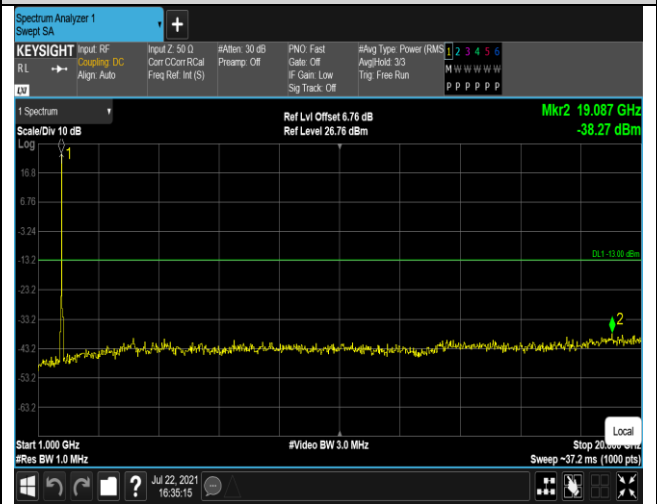 Spectrum Analyzer 1
Swept SA
+
KEYSIGHT
RL
LXI
Input: RF
Coupling: DC
Align: Auto
Input Z: 50 Ω
Corr CCorr RCal
Freq Ref: Int (S)
#Atten: 30 dB
Preamp: Off
PNO: Fast
Gate: Off
IF Gain: Low
Sig Track: Off
#Avg Type: Power (RMS
Avg|Hold: 3/3
Trig: Free Run
1 2 3 4 5 6
M W W W W W
P P P P P P
1 Spectrum
Scale/Div 10 dB
Ref Lvl Offset 6.76 dB
Ref Level 26.76 dBm
Mkr2 19.087 GHz
-38.27 dBm
Log
1
16.8
6.76
-3.24
-13.2
DL1 -13.00 dBm
-23.2
-33.2
2
-43.2
-53.2
-63.2
Local
Start 1.000 GHz
#Video BW 3.0 MHz
Stop 20.
#Res BW 1.0 MHz
Sweep ~37.2 ms (1000 pts)
?
Jul 22, 2021
16:35:15